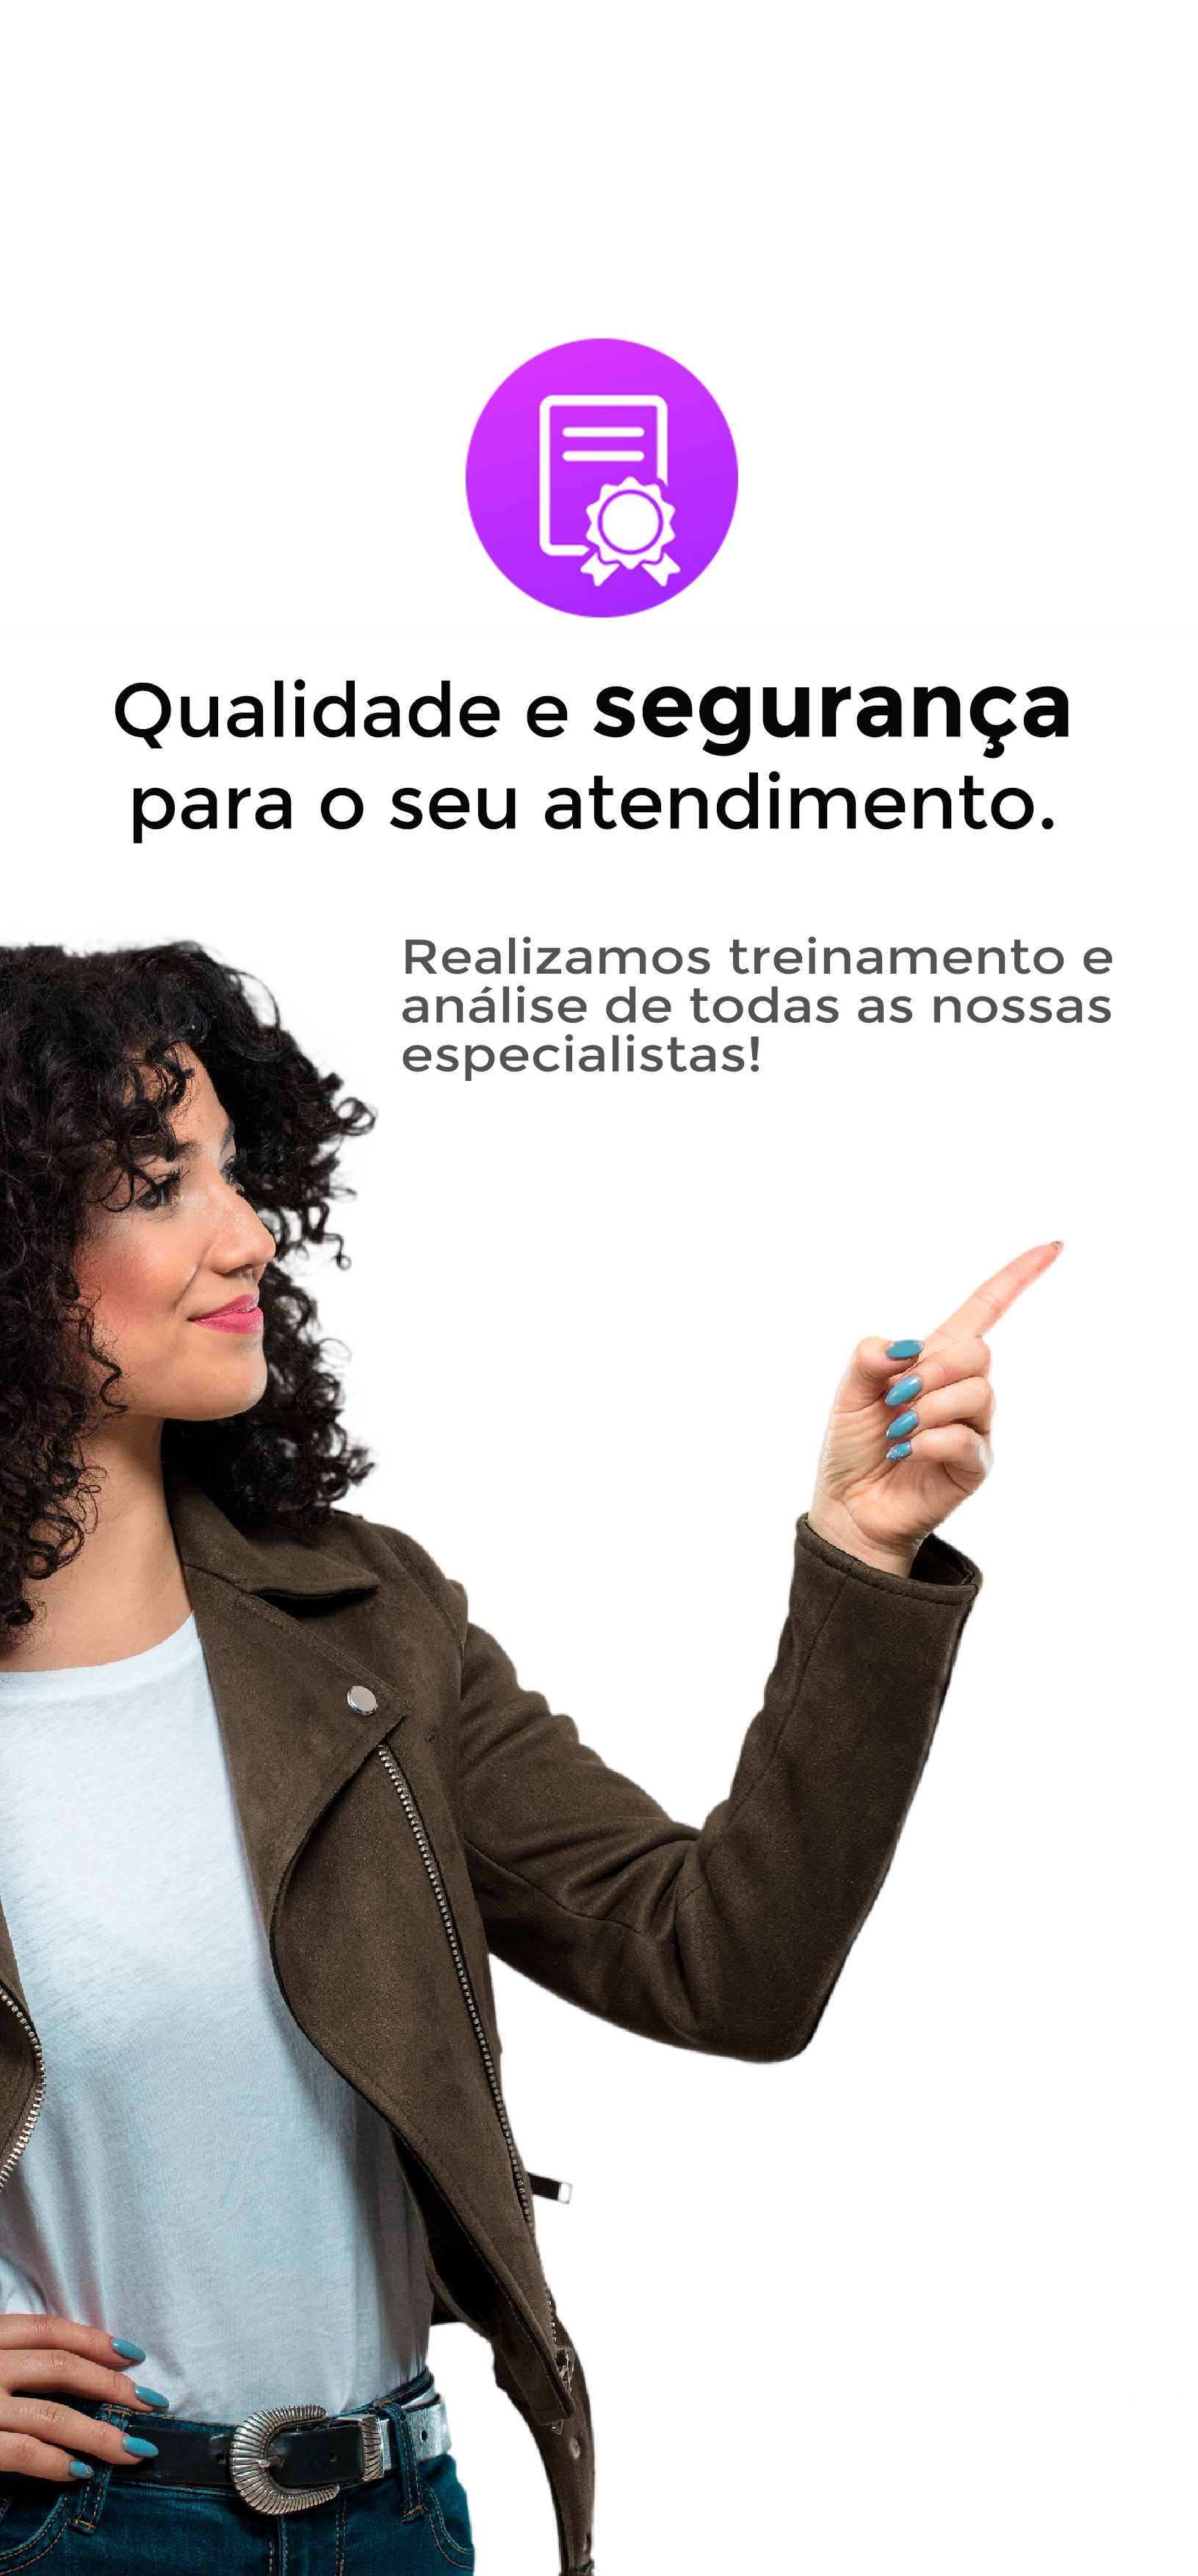 Qualidade e segurança
para o seu atendimento.
Realizamos treinamento e
análise de todas as nossas
especialistas!